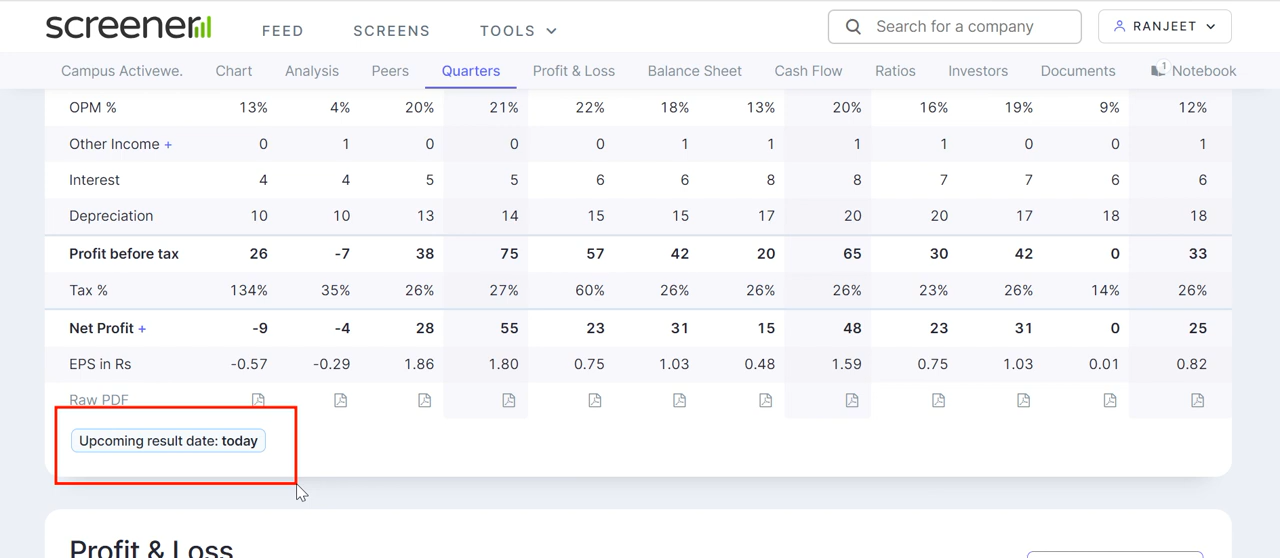 screener
FEED SCREENS TOOLS
Search for a company
RANJEET
Campus Activewe. Chart Analysis Peers Quarters Profit & Loss Balance Sheet Cash Flow Ratios Investors Documents 1 Notebook
OPM % 13% 4% 20% 21% 22% 18% 13% 20% 16% 19% 9% 12%
Other Income + 0 1 0 0 0 1 1 1 1 0 0 1
Interest 4 4 5 5 6 6 8 8 7 7 6 6
Depreciation 10 10 13 14 15 15 17 20 20 17 18 18
Profit before tax 26 -7 38 75 57 42 20 65 30 42 0 33
Tax % 134% 35% 26% 27% 60% 26% 26% 26% 23% 26% 14% 26%
Net Profit + -9 -4 28 55 23 31 15 48 23 31 0 25
EPS in Rs -0.57 -0.29 1.86 1.80 0.75 1.03 0.48 1.59 0.75 1.03 0.01 0.82
Raw PDF
Upcoming result date: today
Profit & Loss